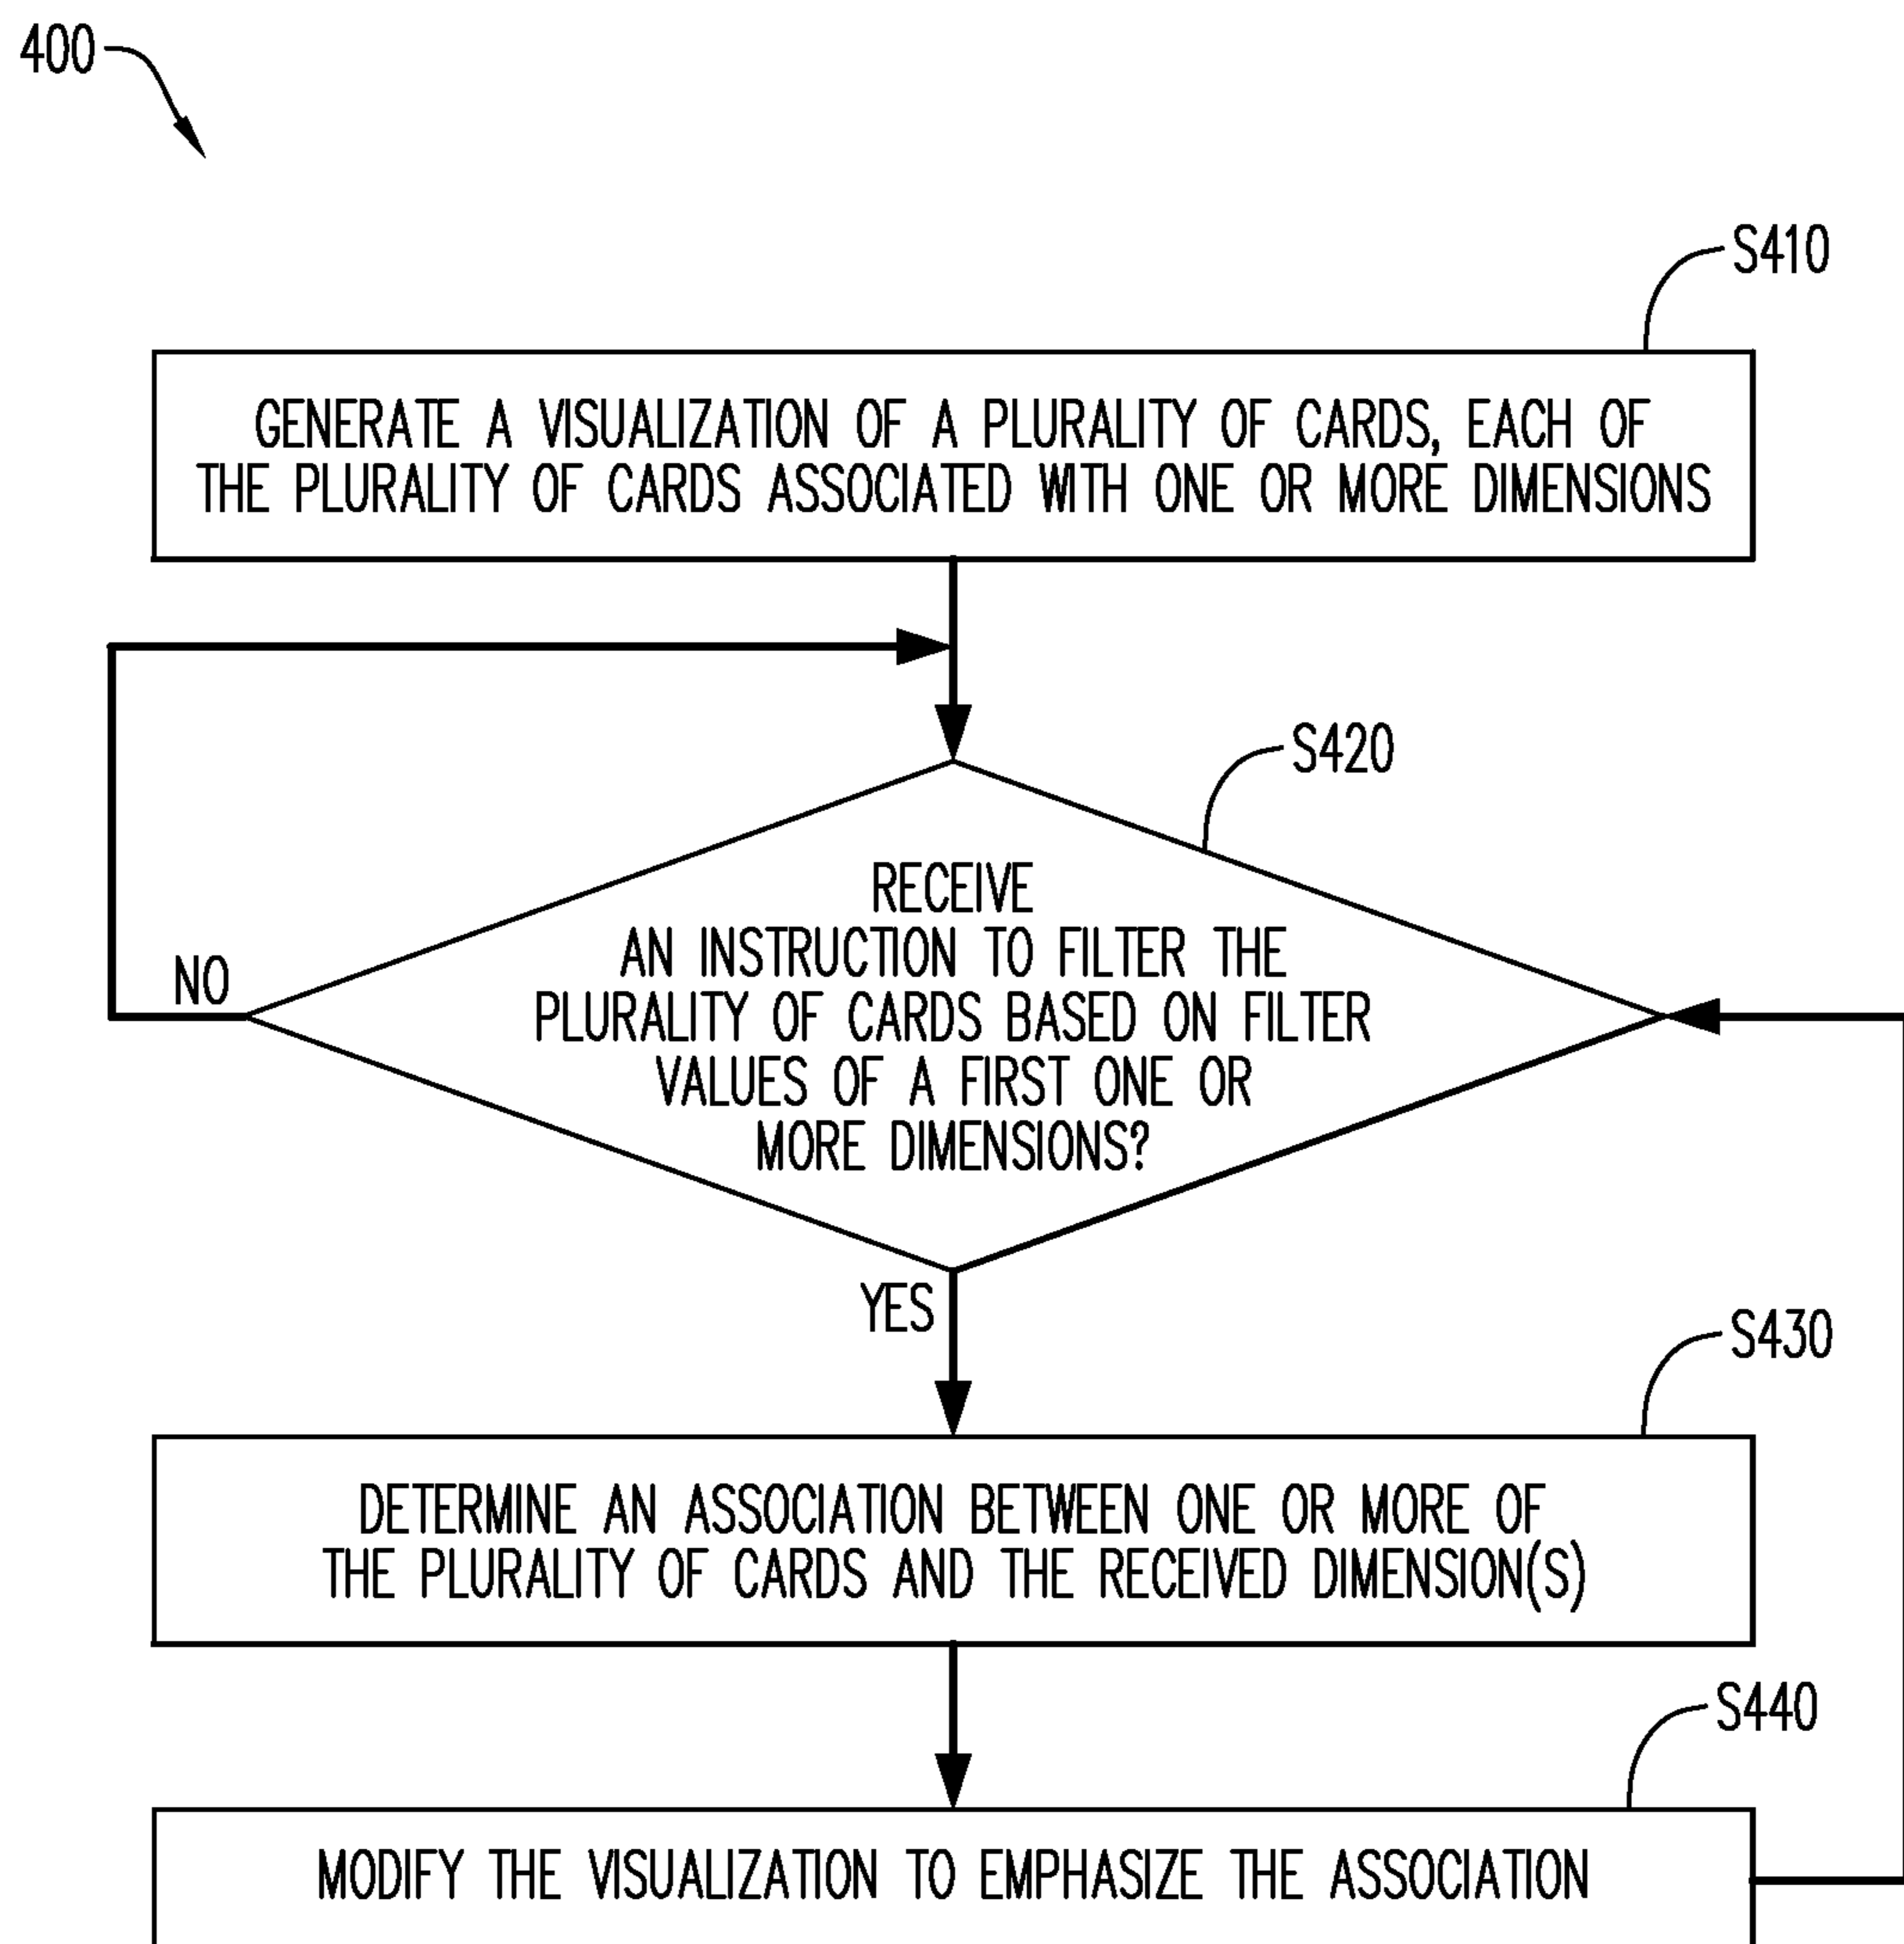 400
S410
GENERATE A VISUALIZATION OF A PLURALITY OF CARDS, EACH OF
THE PLURALITY OF CARDS ASSOCIATED WITH ONE OR MORE DIMENSIONS
S420
RECEIVE
AN INSTRUCTION TO FILTER THE
PLURALITY OF CARDS BASED ON FILTER
VALUES OF A FIRST ONE OR
MORE DIMENSIONS?
NO
YES
S430
DETERMINE AN ASSOCIATION BETWEEN ONE OR MORE OF
THE PLURALITY OF CARDS AND THE RECEIVED DIMENSION(S)
S440
MODIFY THE VISUALIZATION TO EMPHASIZE THE ASSOCIATION